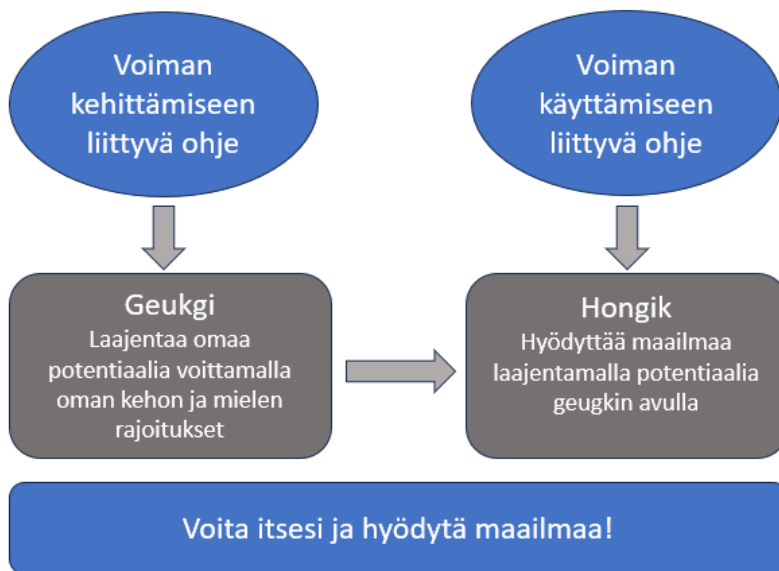 Voiman
kehittämiseen
liittyvä ohje
Voiman
käyttämiseen
liittyvä ohje
Geukgi
Laajentaa omaa
potentiaalia voittamalla
oman kehon ja mielen
rajoitukset
Hongik
Hyödyttää maailmaa
laajentamalla potentiaalia
geugkin avulla
Voita itsesi ja hyödytä maailmaa!